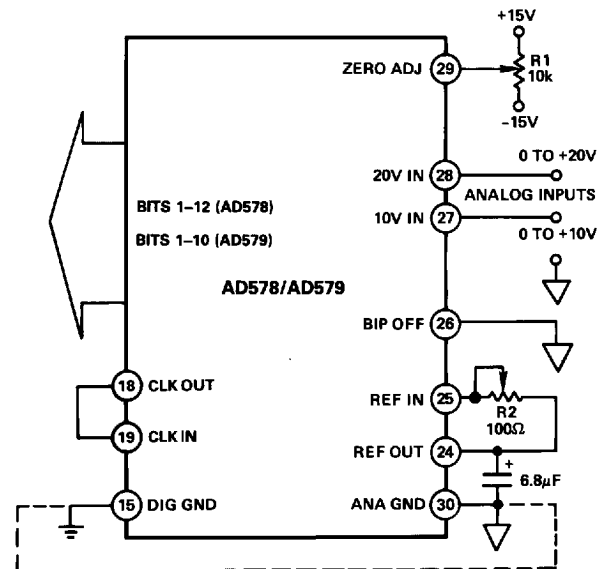 +15V
ZERO ADJ
29
R1
10k
–15V
0 TO +20V
20V IN
28
ANALOG INPUTS
BITS 1–12 (AD578)
10V IN
27
BITS 1–10 (AD579)
0 TO +10V
AD578/AD579
BIP OFF
26
18
CLK OUT
REF IN
25
R2
100Ω
19
CLK IN
REF OUT
24
+
6.8µF
15
DIG GND
ANA GND
30